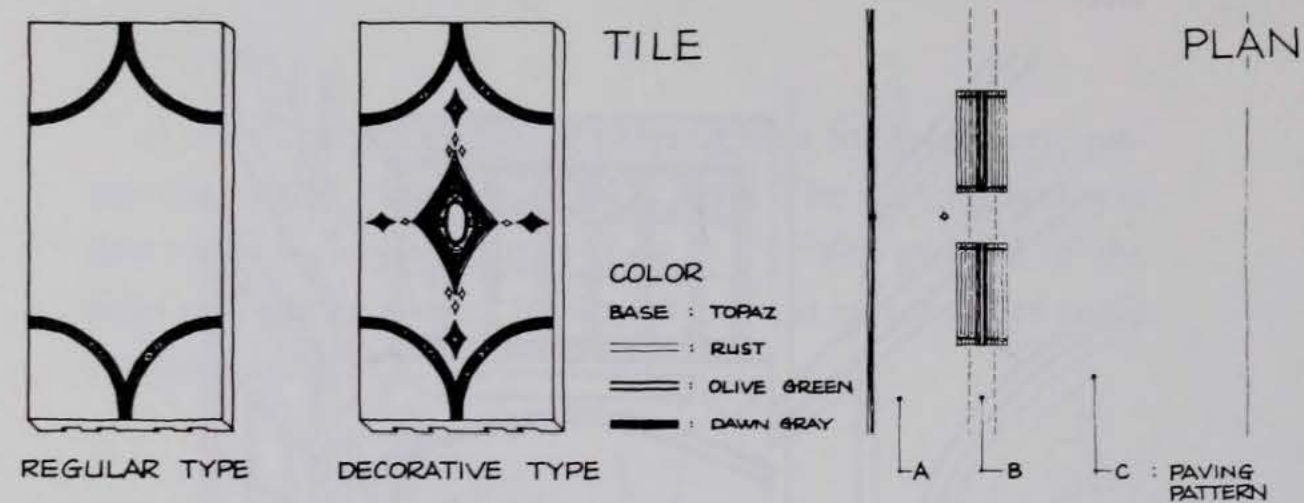 TILE
PLAN
COLOR
BASE : TOPAZ
: RUST
: OLIVE GREEN
: DAWN GRAY
REGULAR TYPE
DECORATIVE TYPE
A
B
C : PAVING
PATTERN